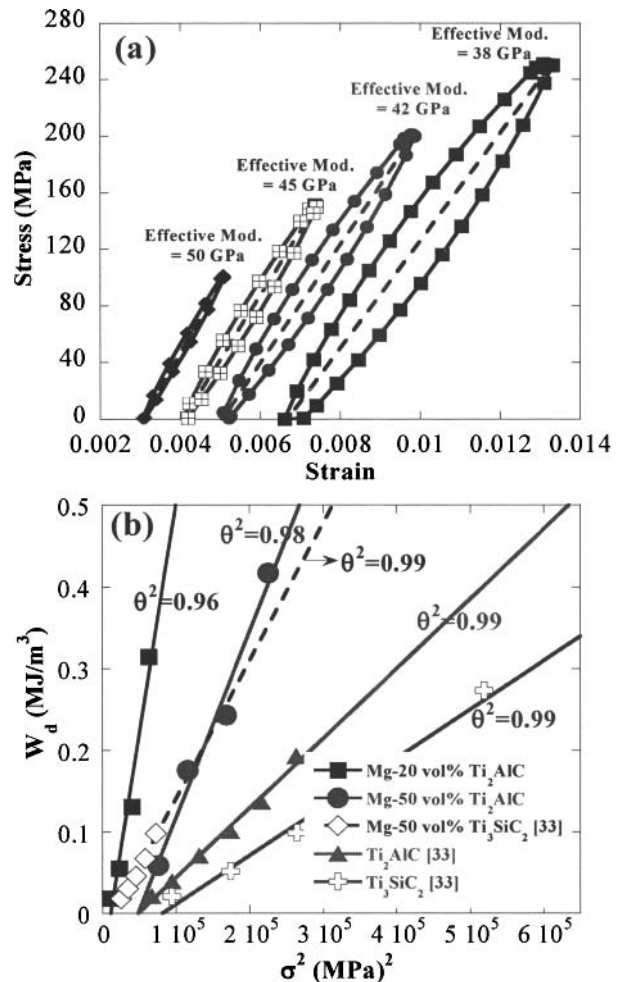 (a)
Effective Mod.
= 38 GPa
Effective Mod.
= 42 GPa
Effective Mod.
= 45 GPa
Effective Mod.
= 50 GPa
280
240
200
160
120
80
40
0
Stress (MPa)
0.002 0.004 0.006 0.008 0.01 0.012 0.014
Strain
(b)
θ²=0.96
θ²=0.98
θ²=0.99
θ²=0.99
θ²=0.99
0.5
0.4
0.3
0.2
0.1
0
W_d (MJ/m³)
Mg-20 vol% Ti₂AlC
Mg-50 vol% Ti₂AlC
Mg-50 vol% Ti₃SiC₂ [33]
Ti₂AlC [33]
Ti₃SiC₂ [33]
0 1 10⁵ 2 10⁵ 3 10⁵ 4 10⁵ 5 10⁵ 6 10⁵
σ² (MPa)²